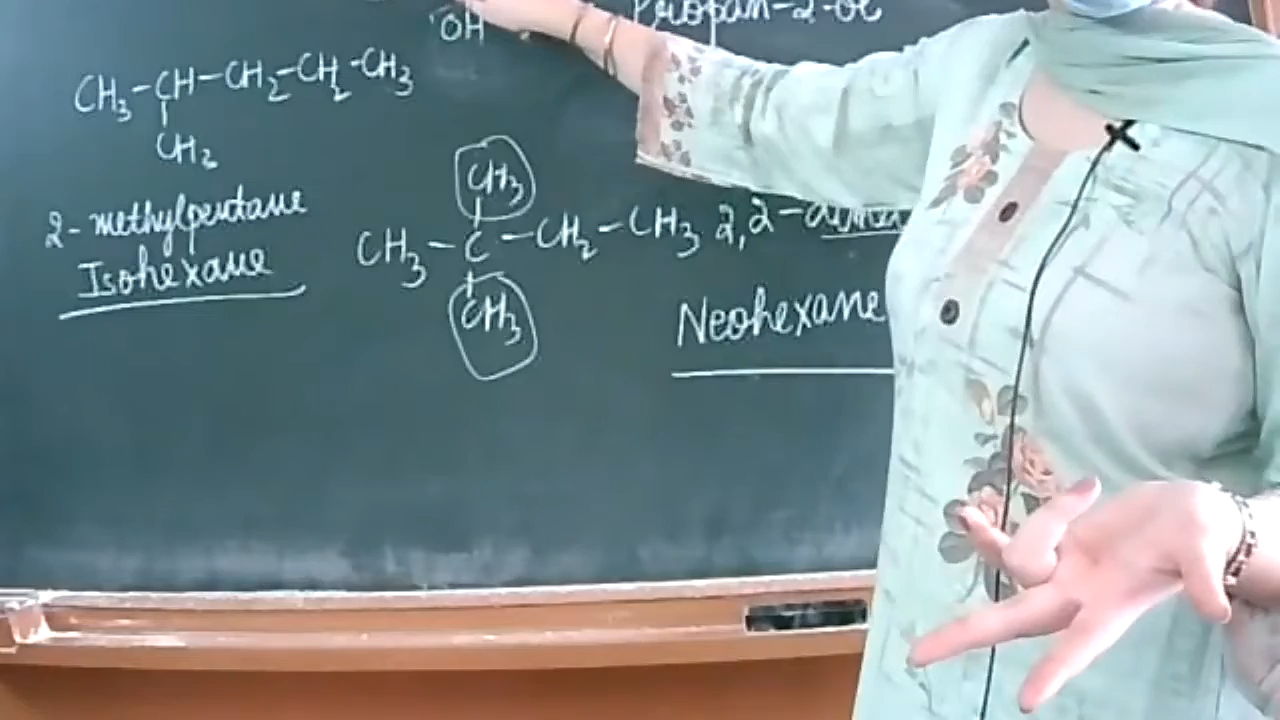 Propan-2-ol
OH
CH3-CH-CH2-CH2-CH3
CH3
2-methylpentane
Isohexane
CH3
CH3-C-CH2-CH3 2,2-
CH3
Neohexane